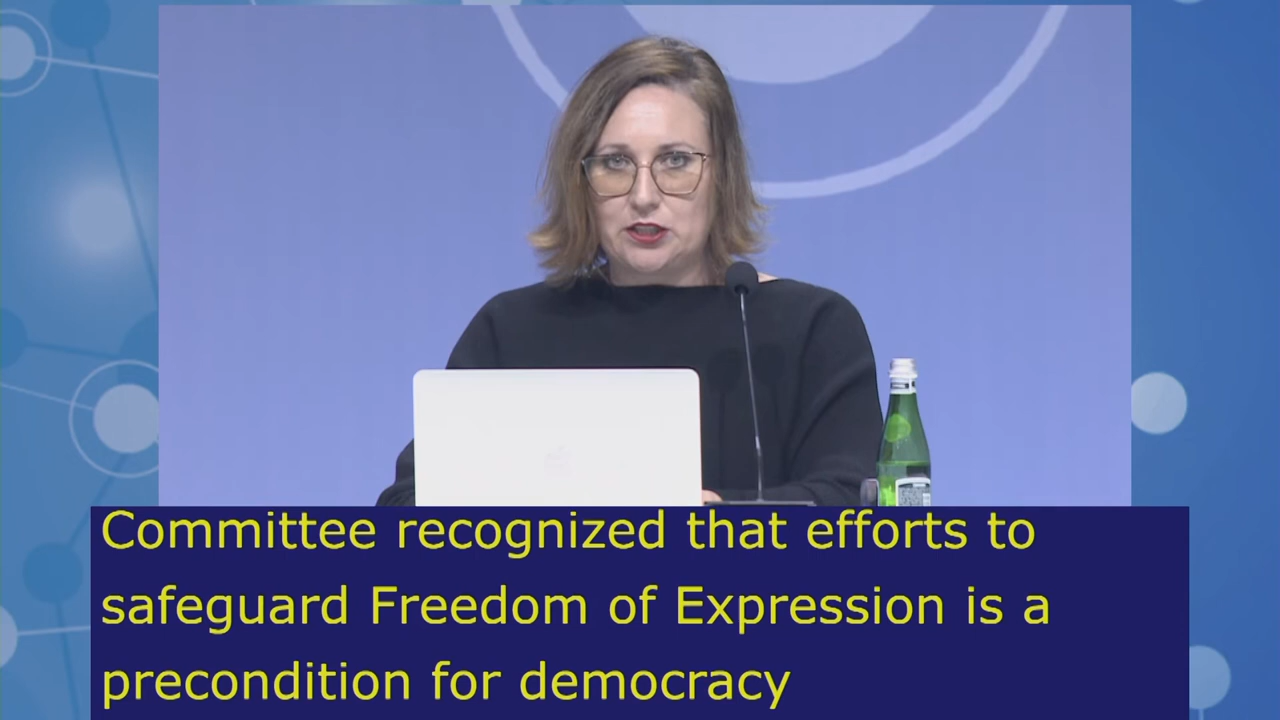 Committee recognized that efforts to
safeguard Freedom of Expression is a
precondition for democracy